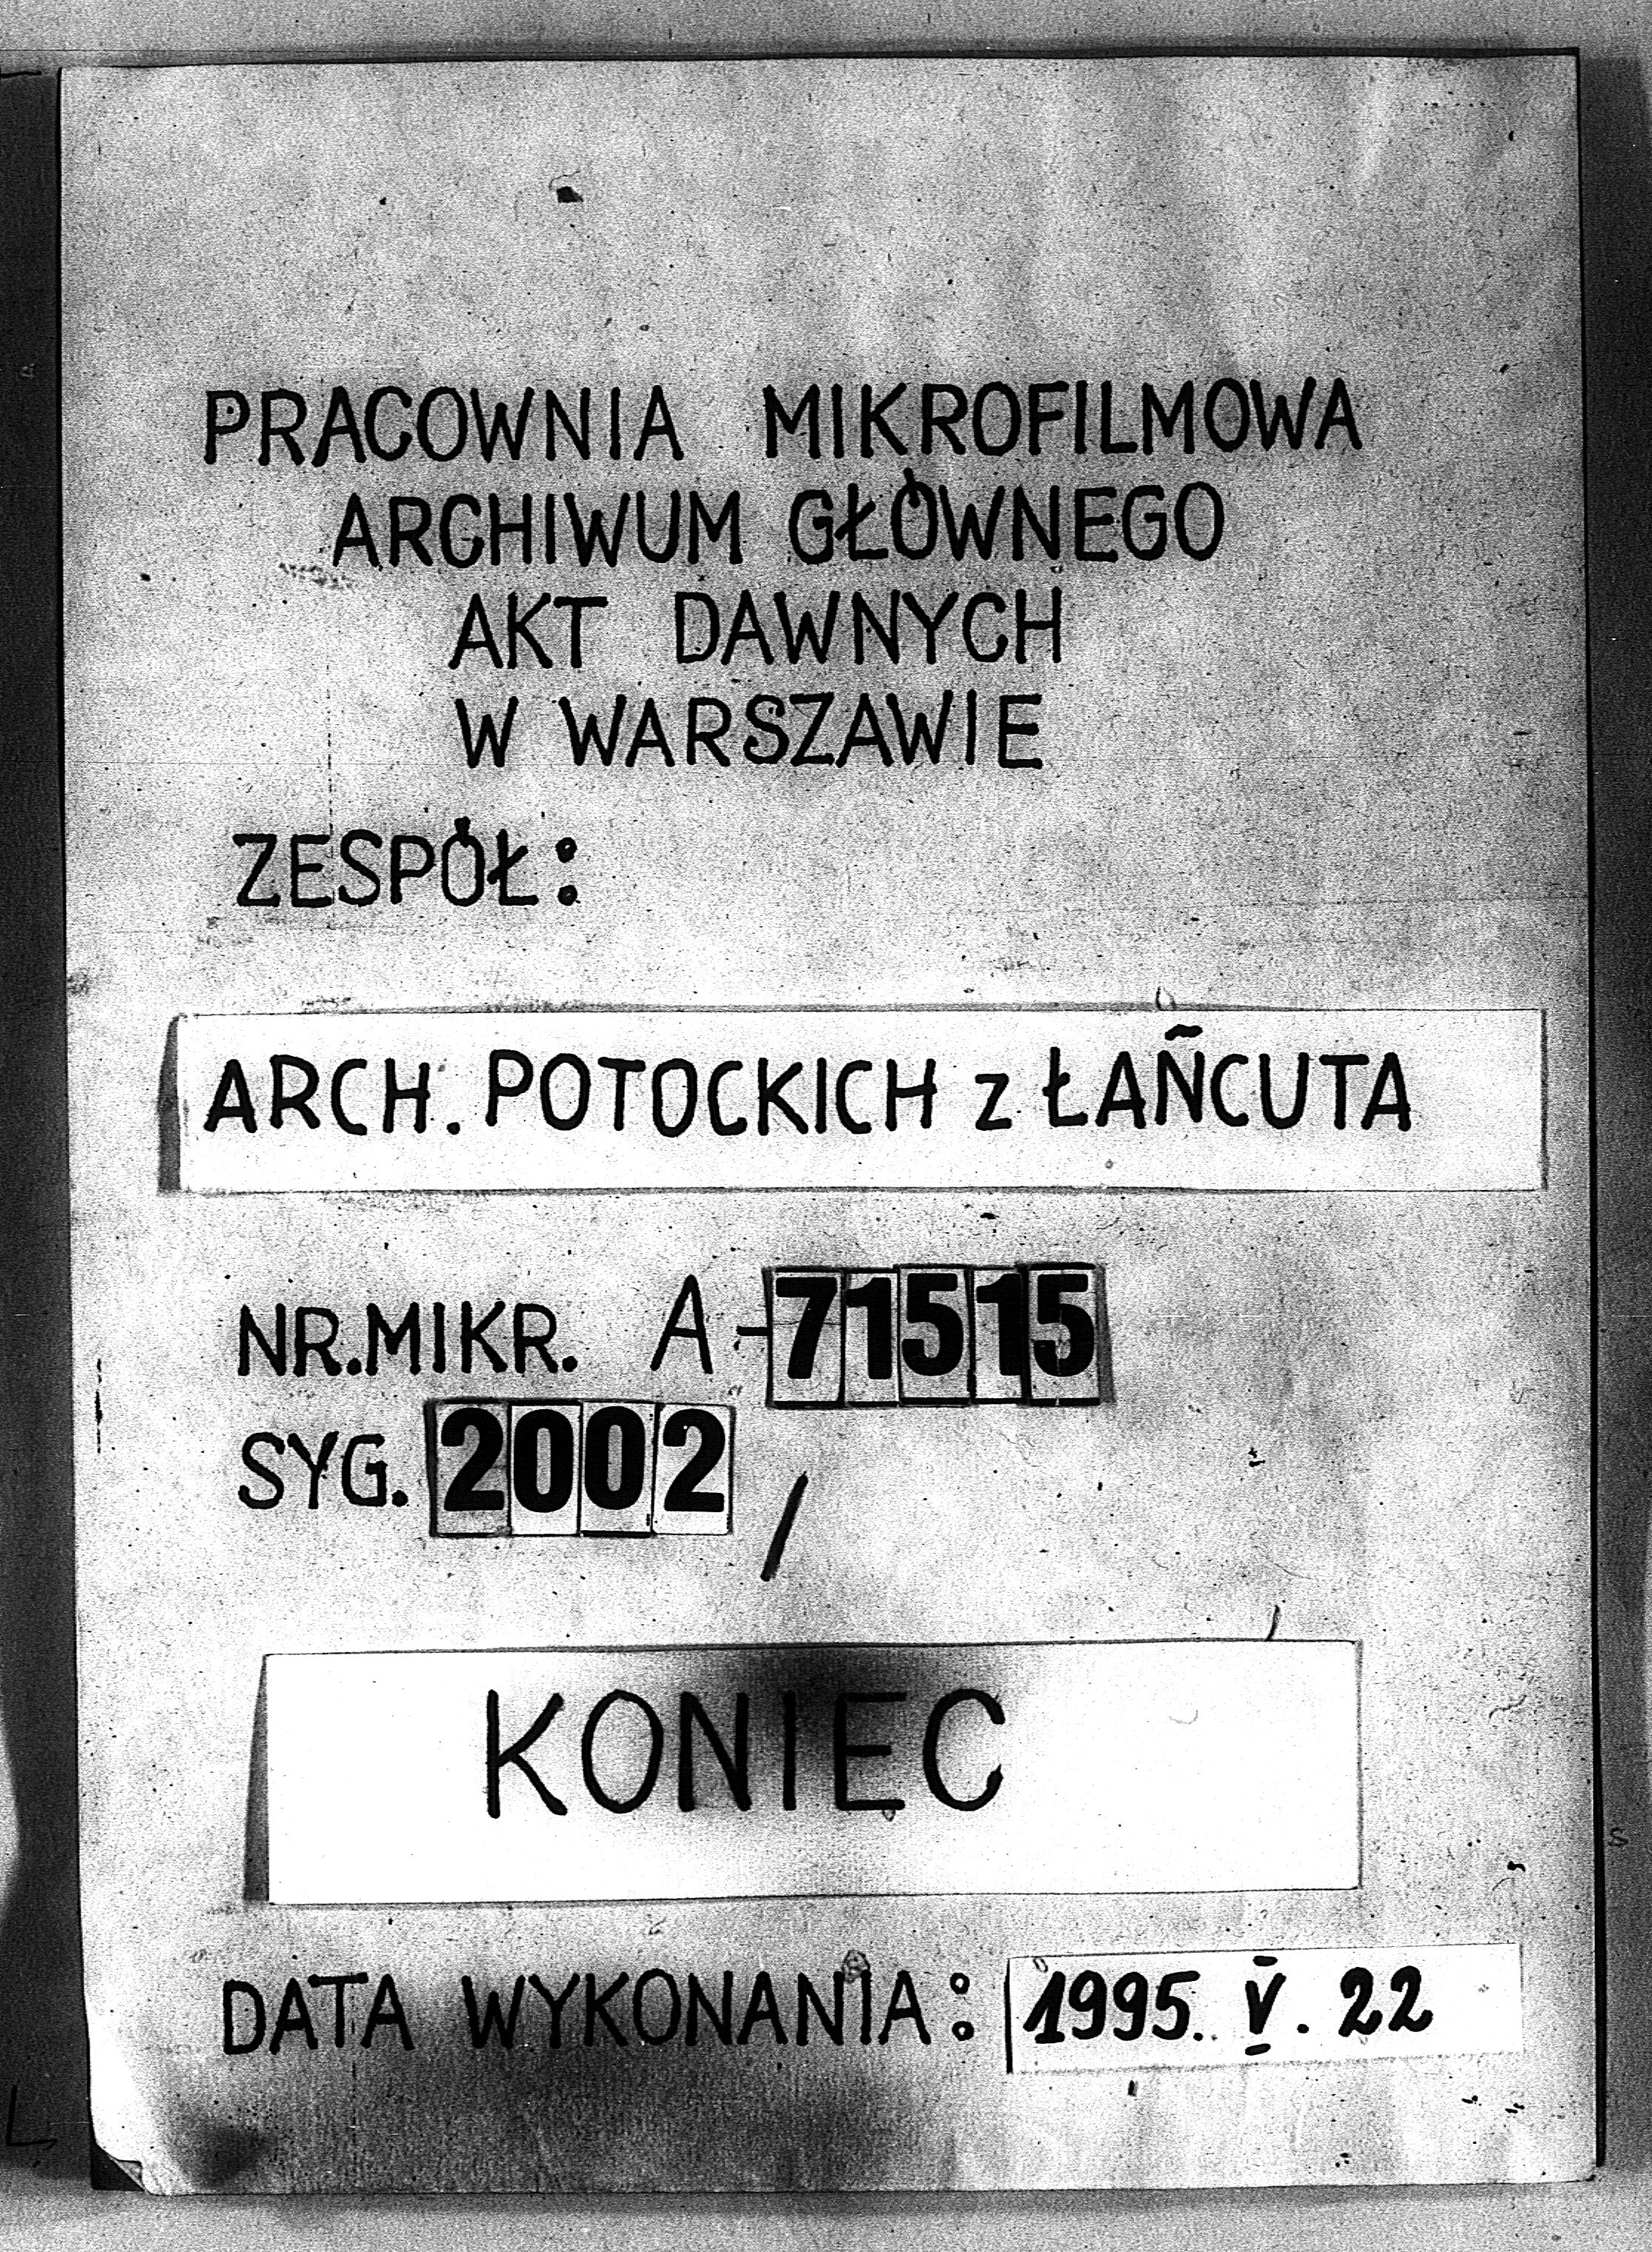 PRACOWNIA MIKROFILMOWA
ARCHIWUM GŁÓWNEGO
AKT DAWNYCH
W WARSZAWIE
ZESPÓŁ:
ARCH. POTOCKICH z ŁAŃCUTA
NR. MIKR. A-71515
SYG. 2002 /
KONIEC
DATA WYKONANIA: 1995. V. 22